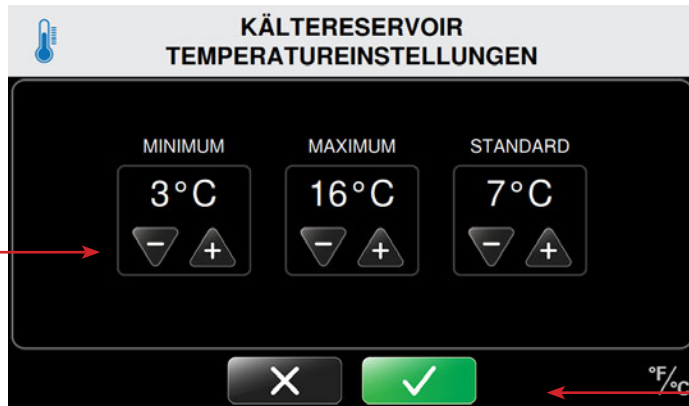 KÄLTERESERVOIR
TEMPERATUREINSTELLUNGEN
MINIMUM MAXIMUM STANDARD
3°C 16°C 7°C
− + − + − +
°F/°C